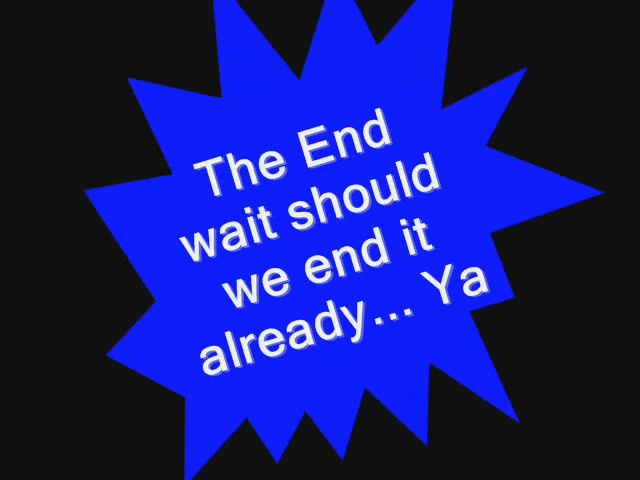 The End
wait should
we end it
already... Ya